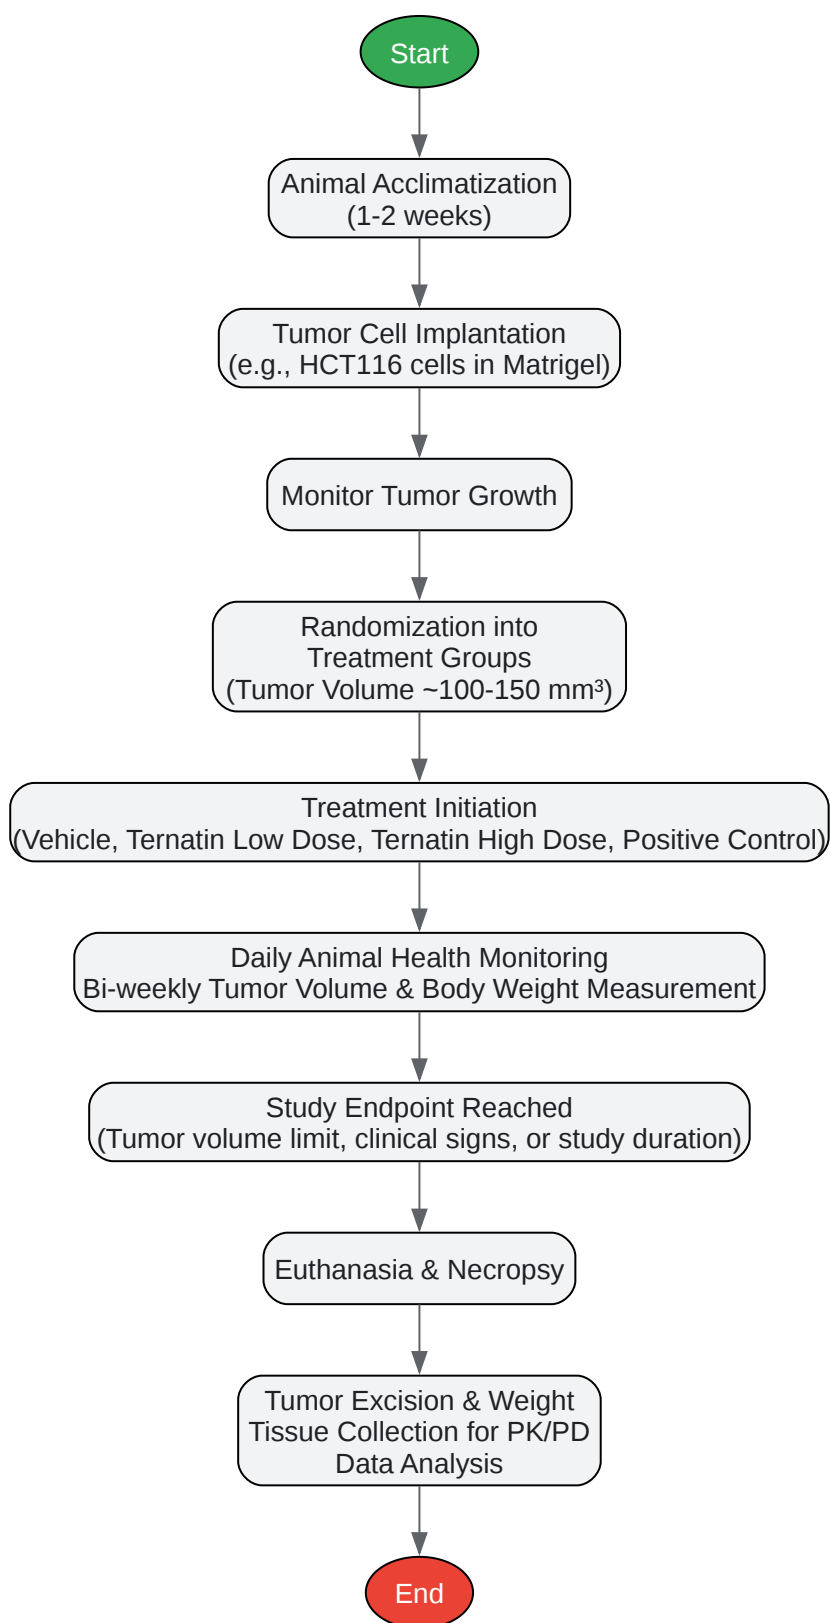 Start
Animal Acclimatization
(1-2 weeks)
Tumor Cell Implantation
(e.g., HCT116 cells in Matrigel)
Monitor Tumor Growth
Randomization into
Treatment Groups
(Tumor Volume ~100-150 mm³)
Treatment Initiation
(Vehicle, Ternatin Low Dose, Ternatin High Dose, Positive Control)
Daily Animal Health Monitoring
Bi-weekly Tumor Volume & Body Weight Measurement
Study Endpoint Reached
(Tumor volume limit, clinical signs, or study duration)
Euthanasia & Necropsy
Tumor Excision & Weight
Tissue Collection for PK/PD
Data Analysis
End